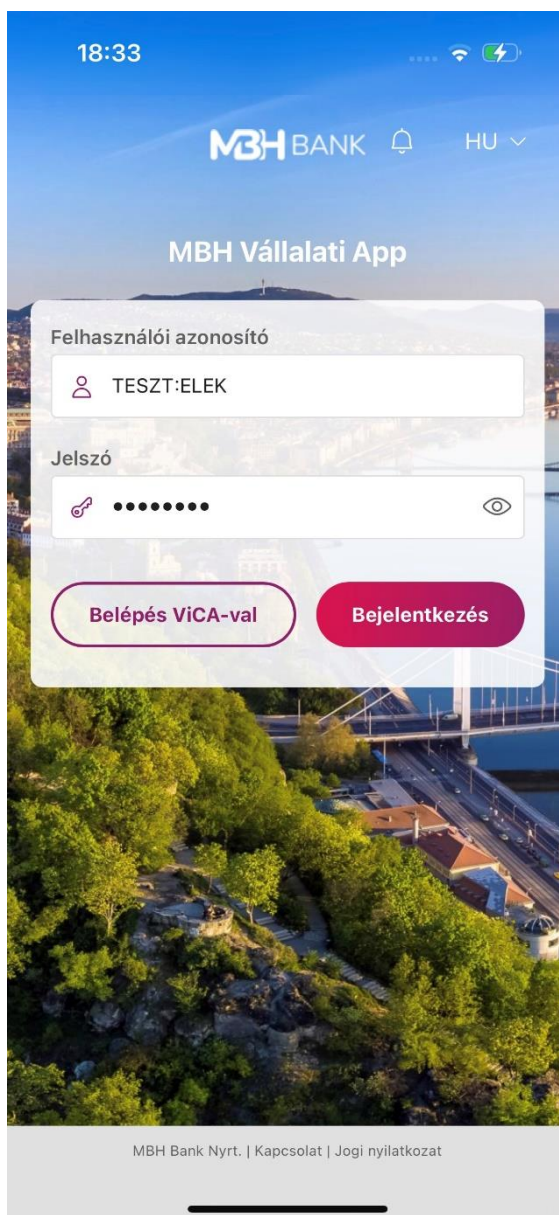 18:33
MBH BANK HU
MBH Vállalati App
Felhasználói azonosító
TESZT:ELEK
Jelszó
••••••••
Belépés ViCA-val Bejelentkezés
MBH Bank Nyrt. | Kapcsolat | Jogi nyilatkozat